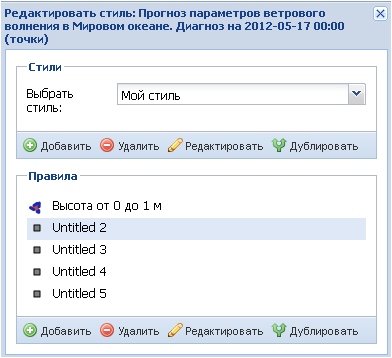 Редактировать стиль: Прогноз параметров ветрового
волнения в Мировом океане. Диагноз на 2012-05-17 00:00
(точки)
Стили
Выбрать
стиль:
Мой стиль
Добавить Удалить Редактировать Дублировать
Правила
Высота от 0 до 1 м
Untitled 2
Untitled 3
Untitled 4
Untitled 5
Добавить Удалить Редактировать Дублировать